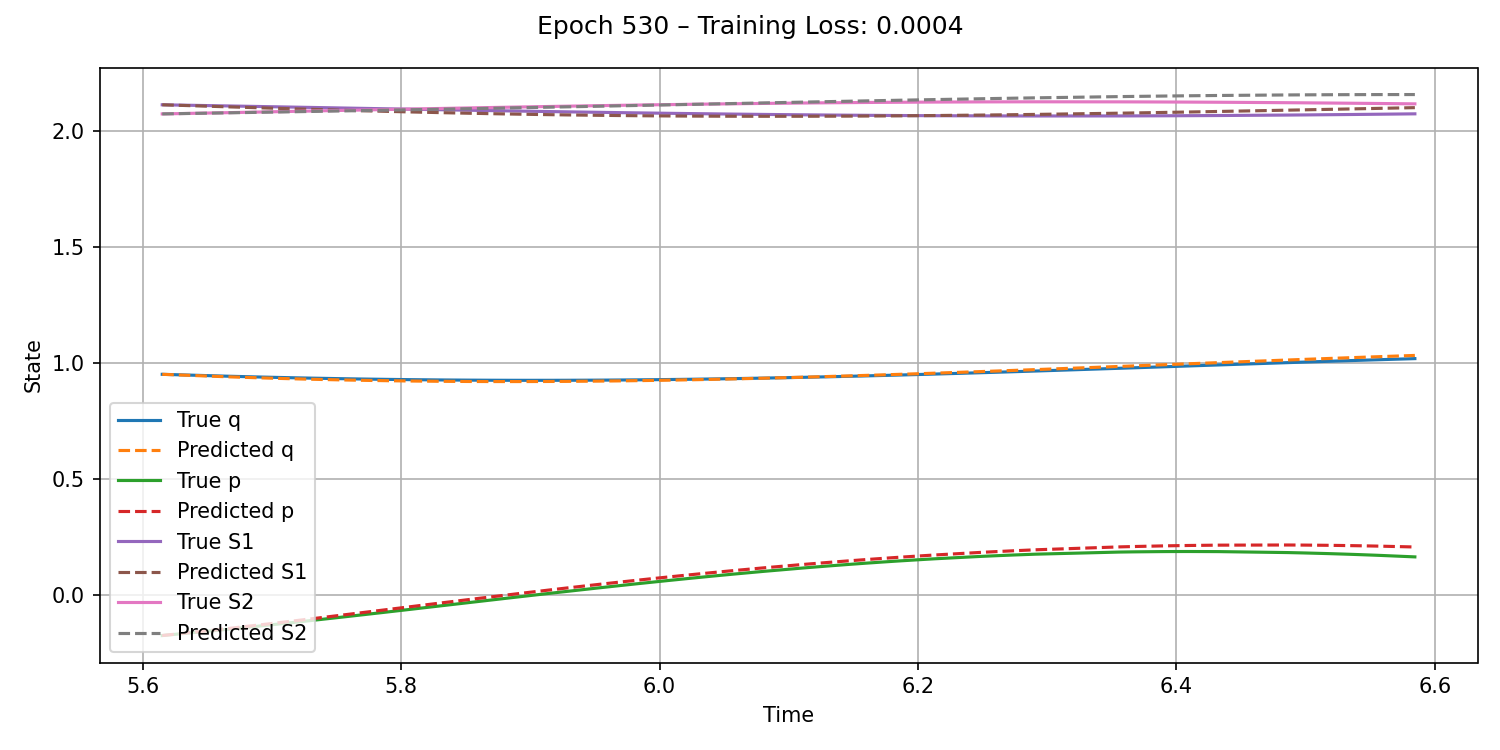 Epoch 530 – Training Loss: 0.0004
State
2.0
1.5
1.0
0.5
0.0
True q
Predicted q
True p
Predicted p
True S1
Predicted S1
True S2
Predicted S2
5.6 5.8 6.0 6.2 6.4 6.6
Time